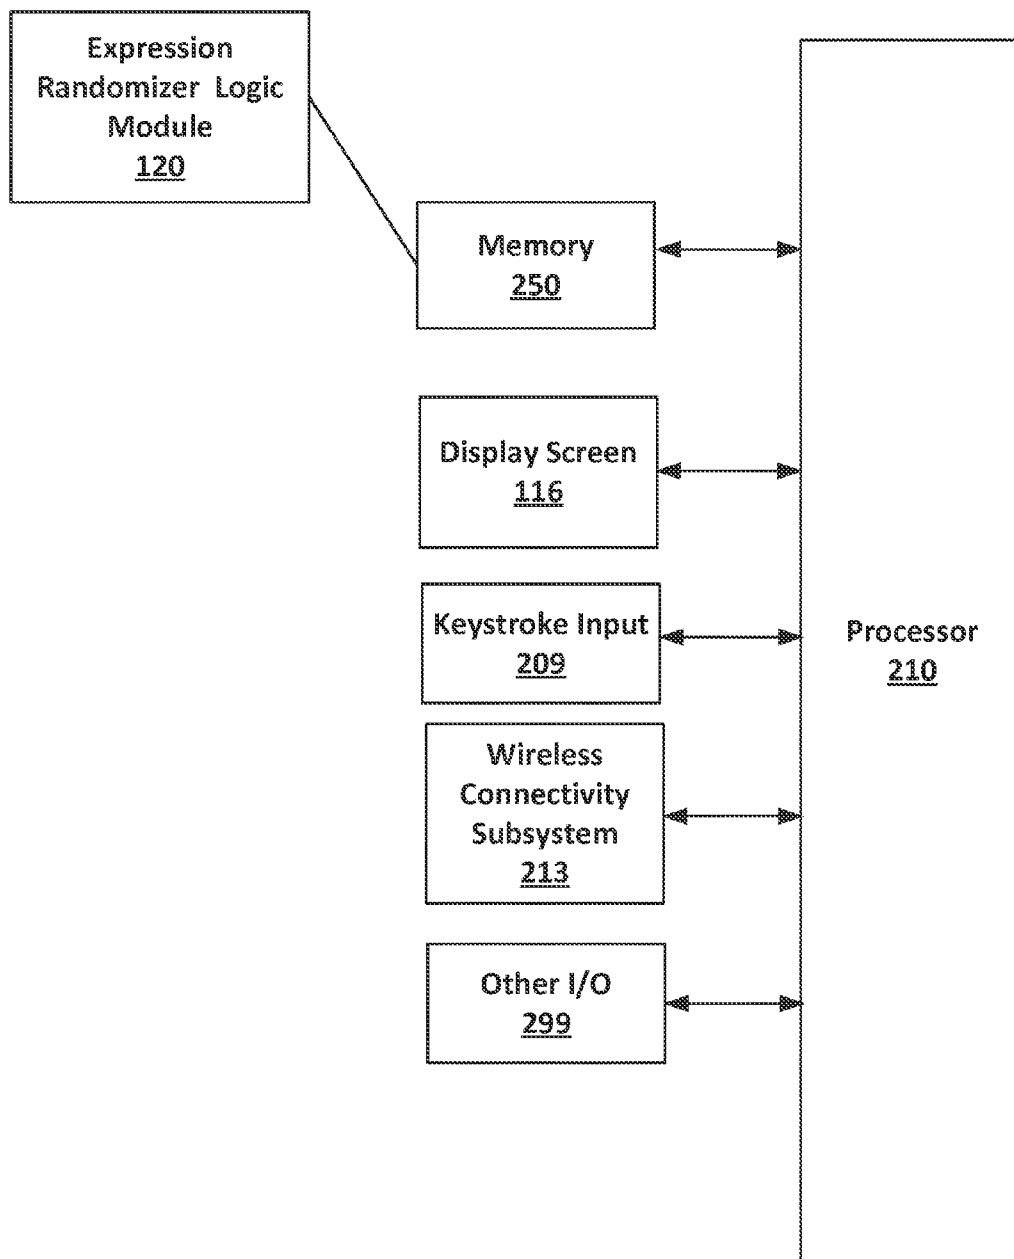 Expression
Randomizer Logic
Module
120
Memory
250
Display Screen
116
Keystroke Input
209
Processor
210
Wireless
Connectivity
Subsystem
213
Other I/O
299